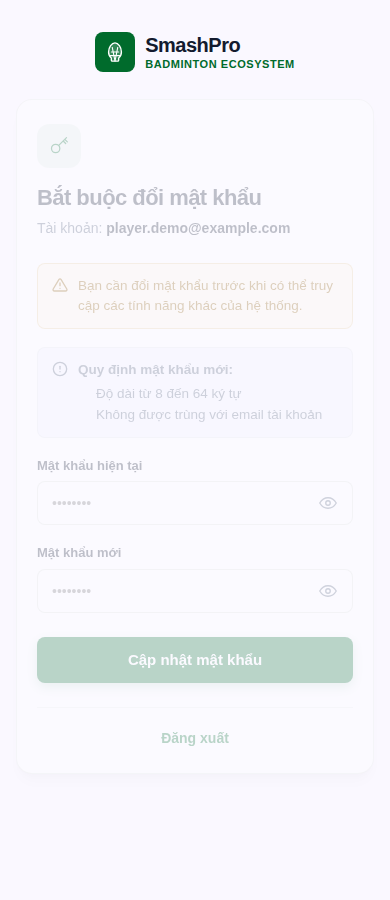 SmashPro
BADMINTON ECOSYSTEM
Bắt buộc đổi mật khẩu
Tài khoản: player.demo@example.com
Bạn cần đổi mật khẩu trước khi có thể truy
cập các tính năng khác của hệ thống.
Quy định mật khẩu mới:
Độ dài từ 8 đến 64 ký tự
Không được trùng với email tài khoản
Mật khẩu hiện tại
••••••••
Mật khẩu mới
••••••••
Cập nhật mật khẩu
Đăng xuất